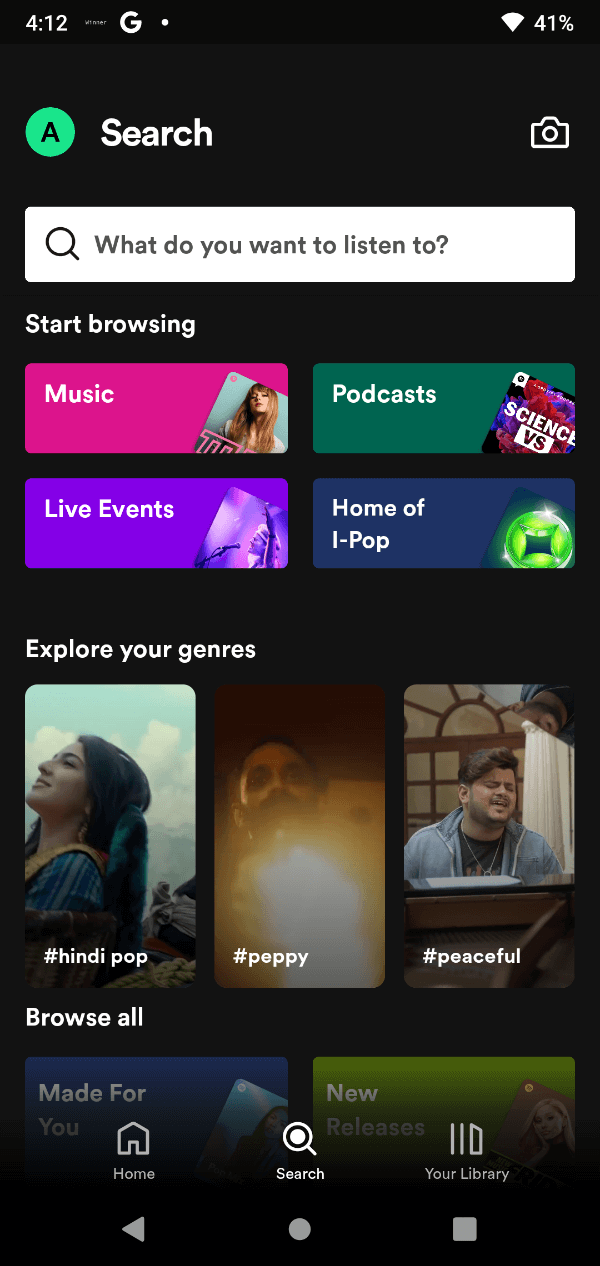 4:12 Winner G 41%
A Search
What do you want to listen to?
Start browsing
Music
Podcasts
SCIENCE
VS
Live Events
Home of
I-Pop
Explore your genres
#hindi pop
#peppy
#peaceful
Browse all
Made For
You
New
Releases
Home
Search
Your Library